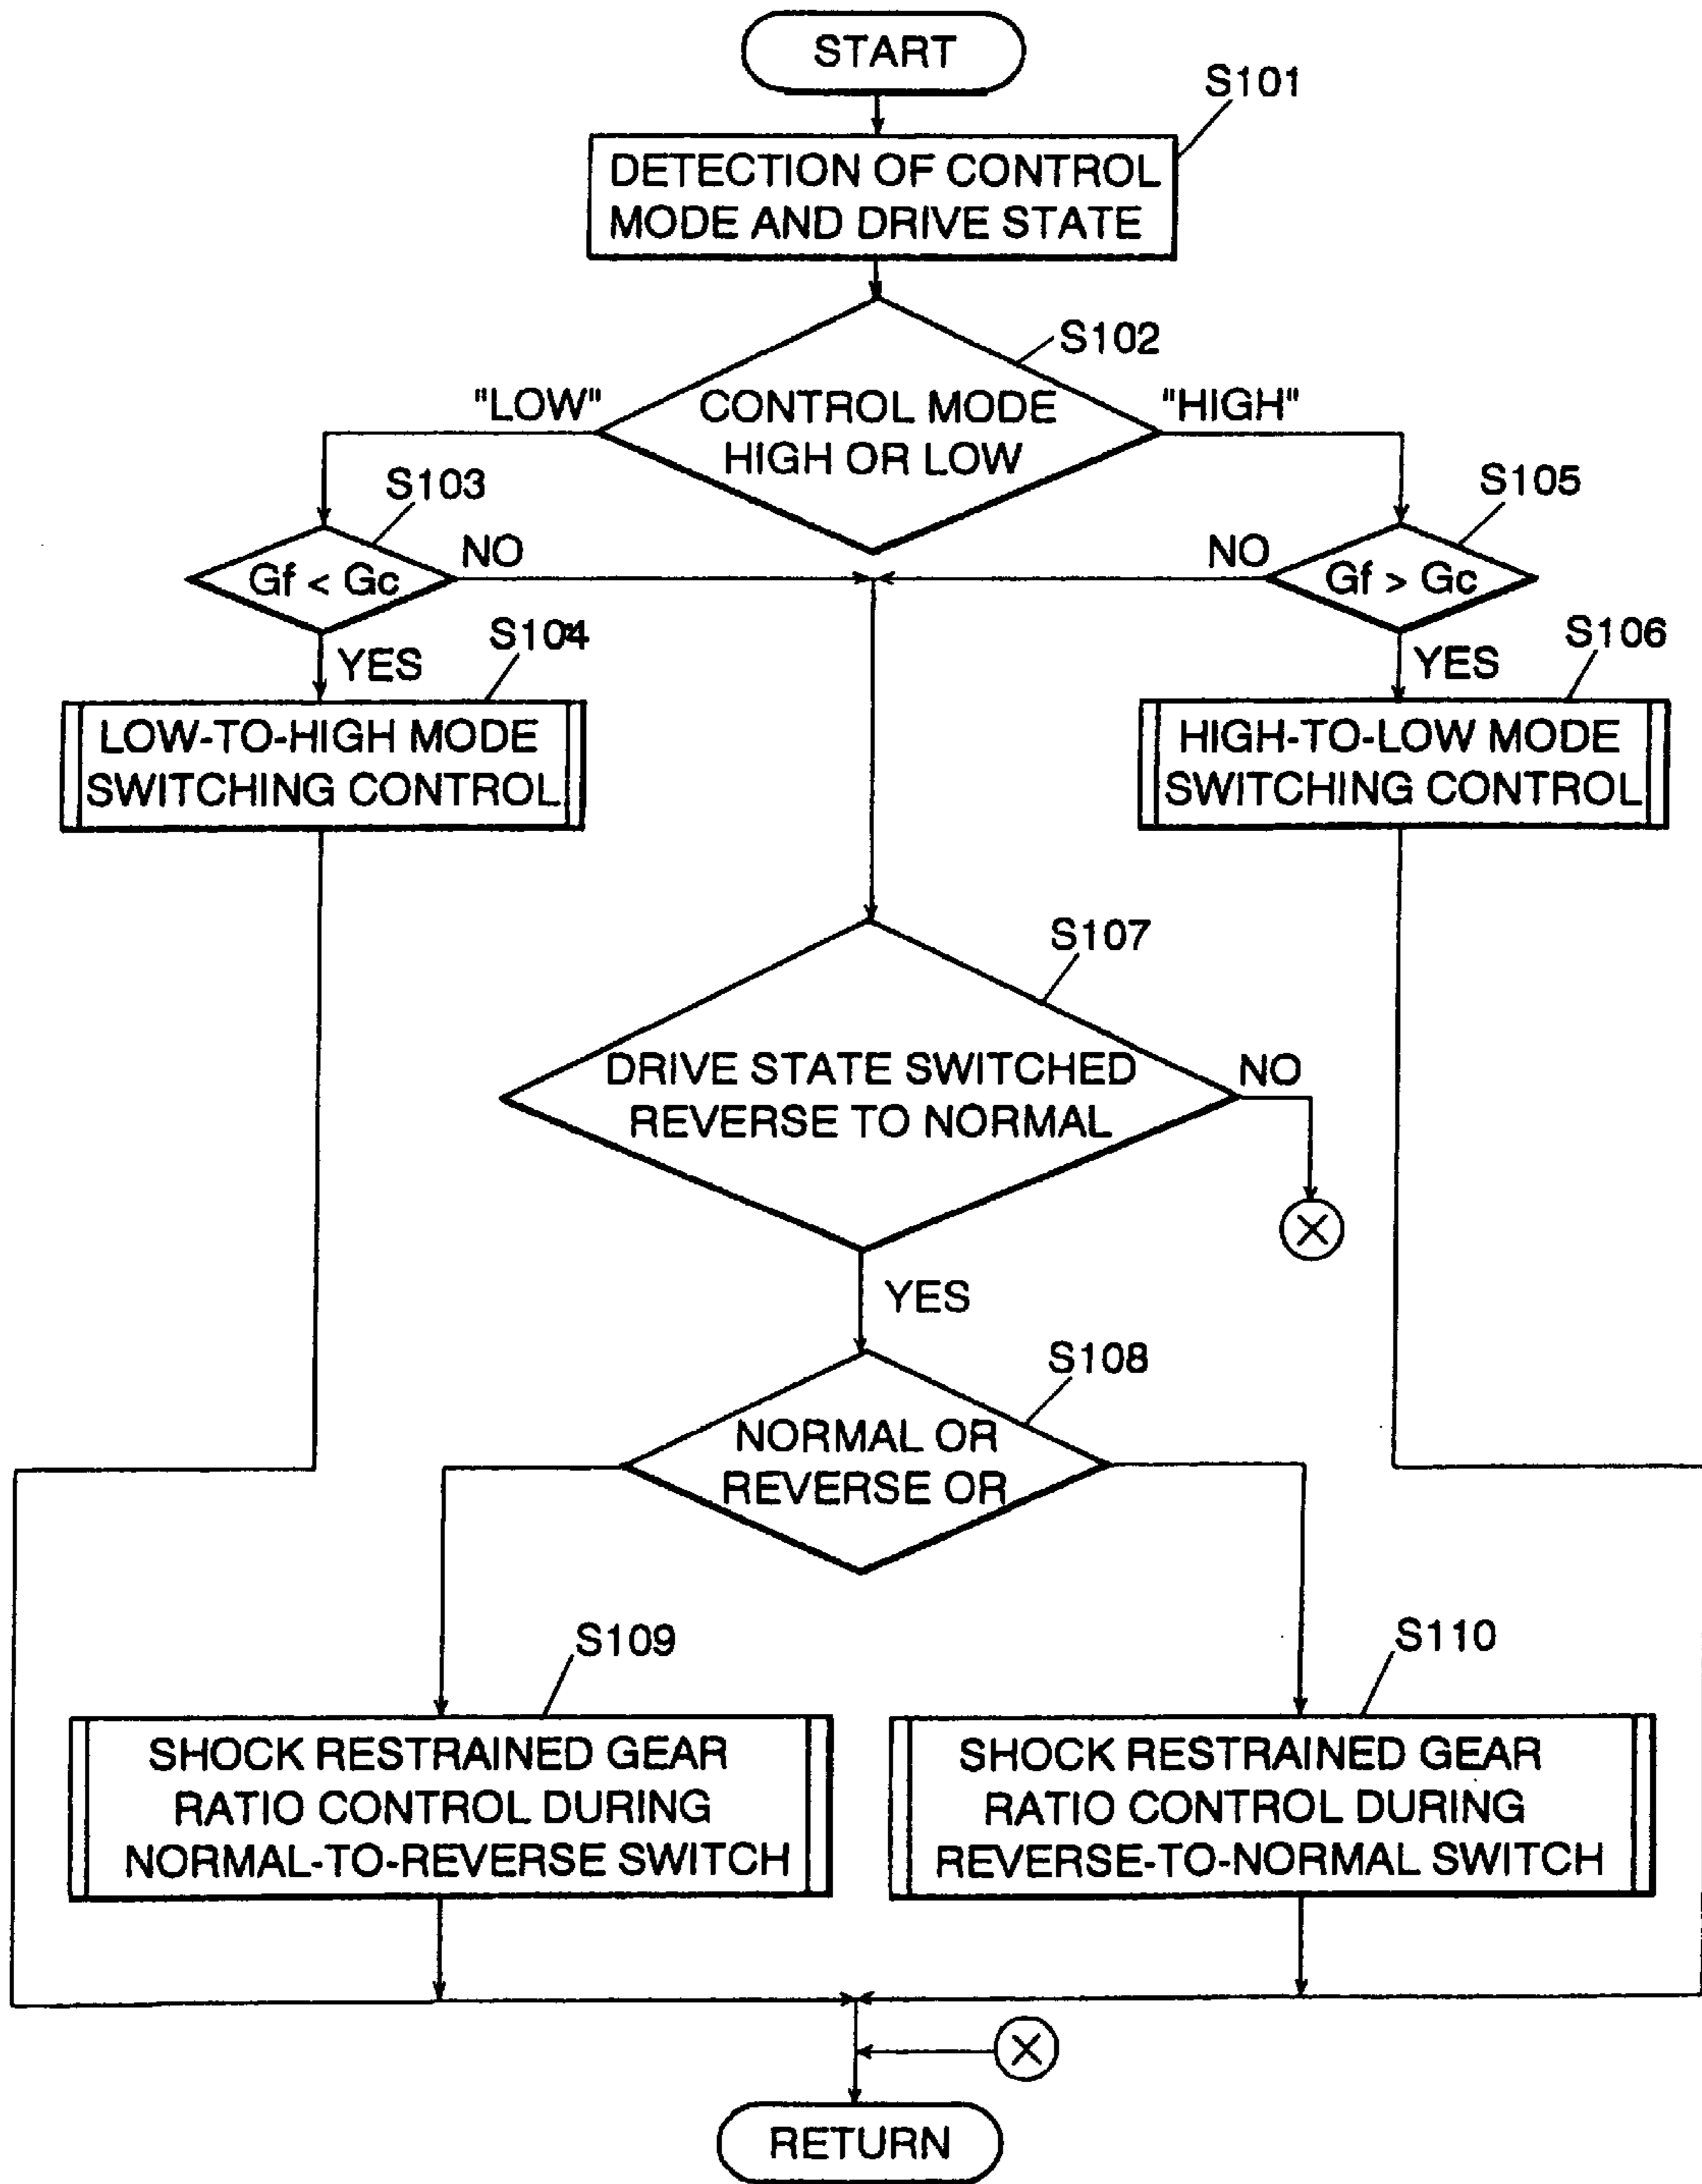 START
S101
DETECTION OF CONTROL
MODE AND DRIVE STATE
S102
"LOW"
CONTROL MODE
HIGH OR LOW
"HIGH"
S103
S105
Gf < Gc
NO
NO
Gf > Gc
S104
YES
S106
YES
LOW-TO-HIGH MODE
SWITCHING CONTROL
HIGH-TO-LOW MODE
SWITCHING CONTROL
S107
DRIVE STATE SWITCHED
REVERSE TO NORMAL
NO
YES
S108
NORMAL OR
REVERSE OR
S109
S110
SHOCK RESTRAINED GEAR
RATIO CONTROL DURING
NORMAL-TO-REVERSE SWITCH
SHOCK RESTRAINED GEAR
RATIO CONTROL DURING
REVERSE-TO-NORMAL SWITCH
RETURN